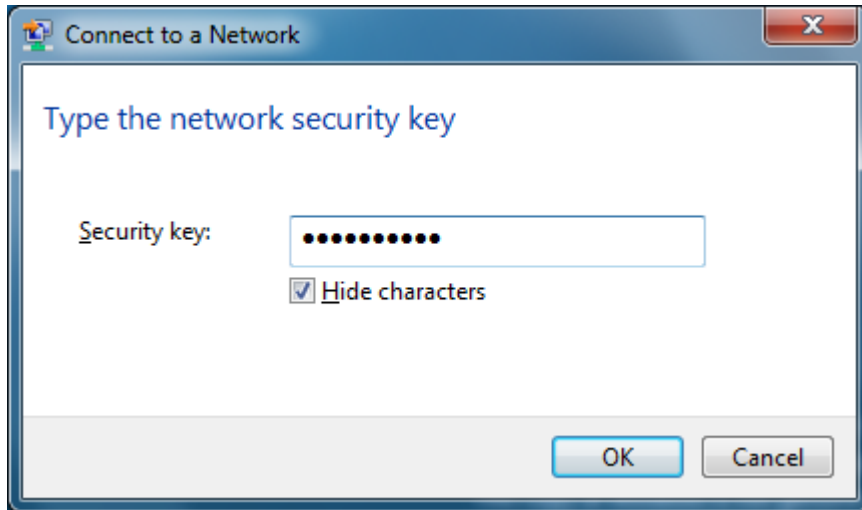 Connect to a Network
Type the network security key
Security key: ●●●●●●●●●●
Hide characters
OK Cancel